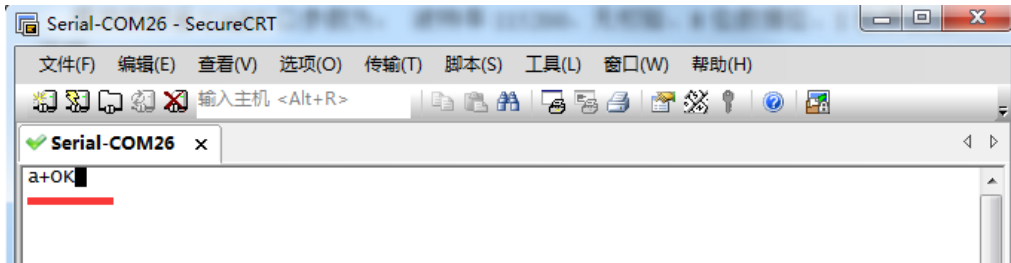 Serial-COM26 - SecureCRT
文件(F) 编辑(E) 查看(V) 选项(O) 传输(T) 脚本(S) 工具(L) 窗口(W) 帮助(H)
输入主机 <Alt+R>
Serial-COM26
a+OK